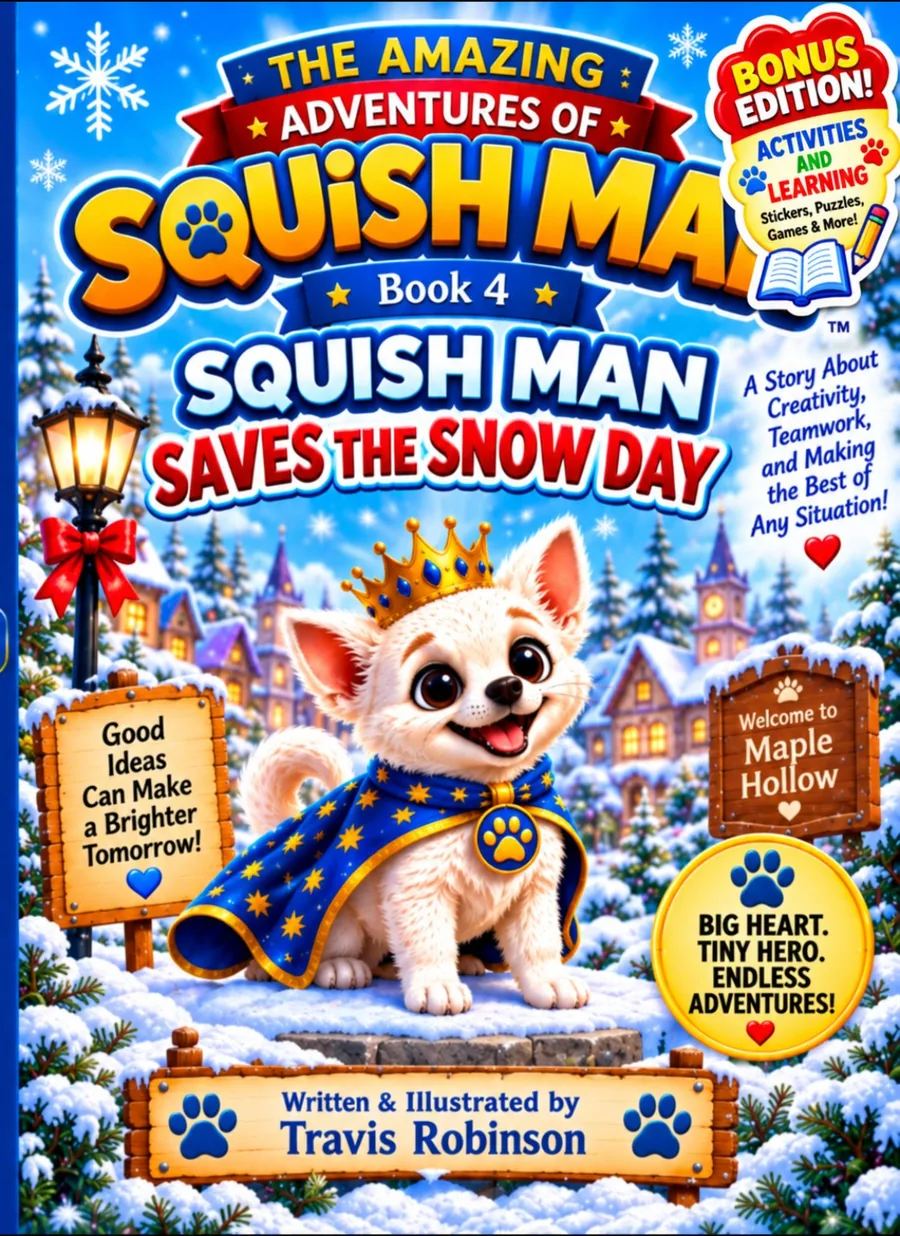 THE AMAZING
ADVENTURES OF
SQUiSH MA
Book 4
SQUISH MAN
SAVES THE SNOW DAY
BONUS
EDITION!
ACTIVITIES
AND
LEARNING
Stickers, Puzzles,
Games & More!
TM
A Story About
Creativity,
Teamwork,
and Making
the Best of
Any Situation!
Good
Ideas
Can Make
a Brighter
Tomorrow!
Welcome to
Maple
Hollow
BIG HEART.
TINY HERO.
ENDLESS
ADVENTURES!
Written & Illustrated by
Travis Robinson